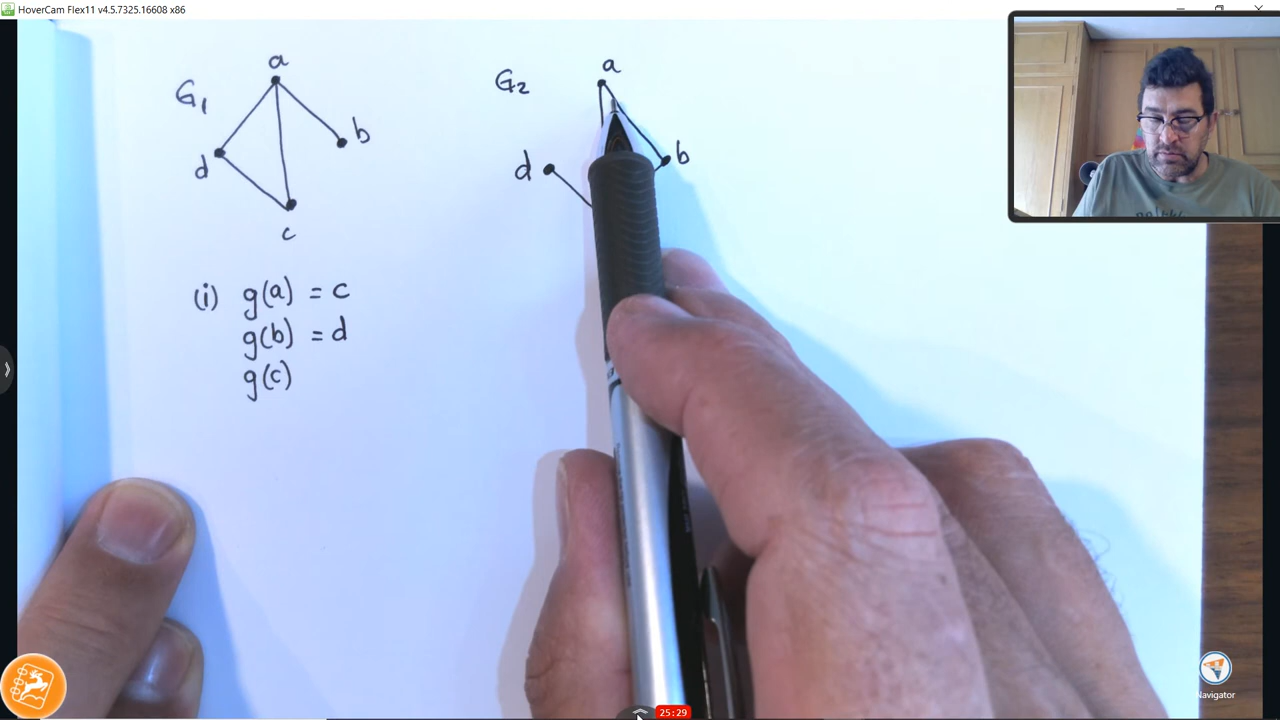 HoverCam Flex11 v4.5.7325.16608 x86
G₁
a
b
d
c
G₂
a
b
d
(i) g(a) = c
g(b) = d
g(c)
25:29
Navigator